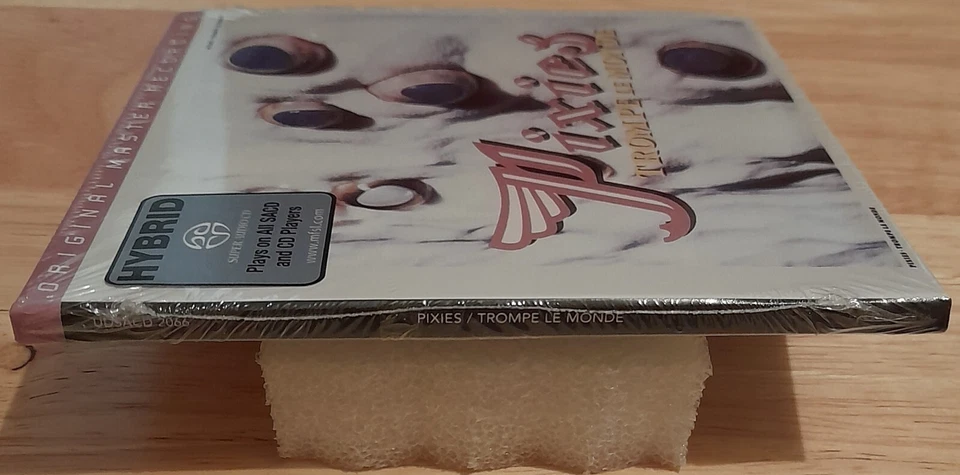 ORIGINAL MASTER RECORDING
Pixies
TROMPE LE MONDE
HYBRID
SUPER AUDIO CD
Plays on All SACD
and CD Players
www.mfsl.com
UDSACD 2066
PIXIES / TROMPE LE MONDE